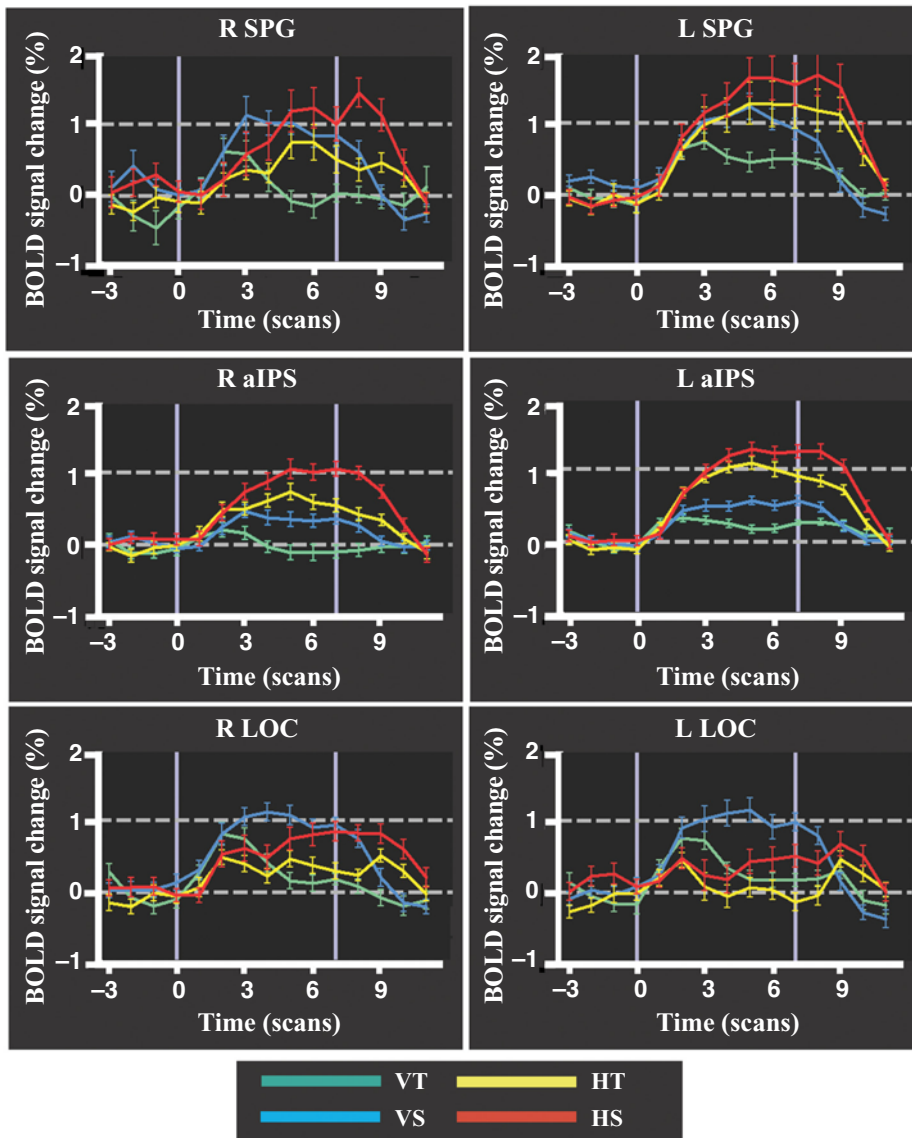 R SPG
BOLD signal change (%)
2
1
0
–1
–3 0 3 6 9
Time (scans)
L SPG
BOLD signal change (%)
2
1
0
–1
–3 0 3 6 9
Time (scans)
R aIPS
BOLD signal change (%)
2
1
0
–1
–3 0 3 6 9
Time (scans)
L aIPS
BOLD signal change (%)
2
1
0
–1
–3 0 3 6 9
Time (scans)
R LOC
BOLD signal change (%)
2
1
0
–1
–3 0 3 6 9
Time (scans)
L LOC
BOLD signal change (%)
2
1
0
–1
–3 0 3 6 9
Time (scans)
VT HT
VS HS